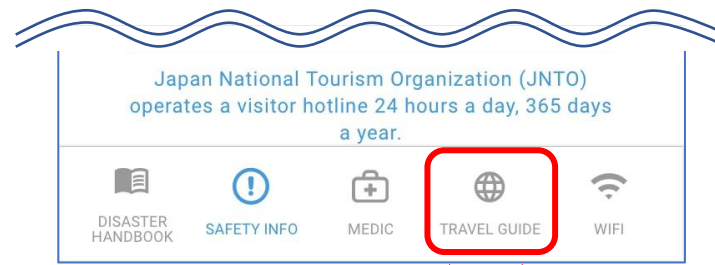 Japan National Tourism Organization (JNTO)
operates a visitor hotline 24 hours a day, 365 days
a year.
DISASTER
HANDBOOK
SAFETY INFO
MEDIC
TRAVEL GUIDE
WIFI